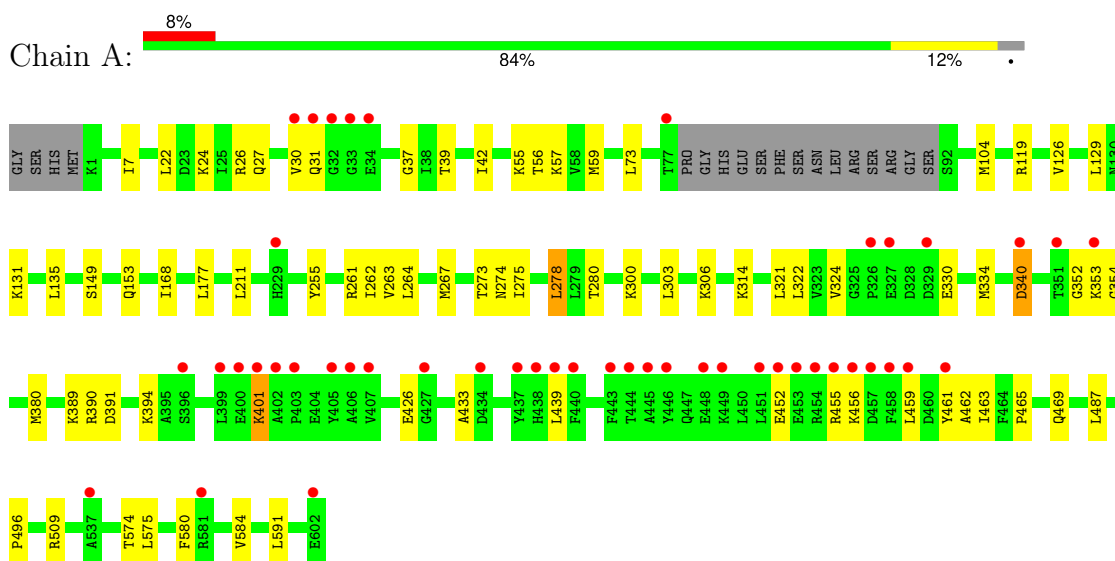 8%
Chain A:
84% 12% •
GLY SER HIS MET K1 I7 L22 D23 K24 I25 R26 Q27 V30 Q31 G32 G33 E34 G37 I38 T39 I42 K55 T56 K57 V58 M59 L73 T77 PRO GLY HIS GLU SER PHE SER ASN LEU ARG SER ARG GLY SER S92 M104 R119 V126 L129 N130
K131 L135 S149 Q153 I168 L177 L211 H229 Y255 R261 I262 V263 L264 M267 T273 N274 I275 L278 L279 T280 K300 L303 K306 K314 L321 L322 V323 V324 G325 P326 E327 D328 D329 E330 M334 D340 T351 G352 K353 G354
M380 K389 R390 D391 K394 A395 S396 L399 E400 K401 A402 P403 E404 Y405 A406 V407 E426 G427 A433 D434 Y437 H438 L439 F440 F443 T444 A445 Y446 Q447 E448 K449 L450 L451 E452 E453 R454 R455 K456 D457 F458 L459 D460 Y461 A462 I463 F464 P465 Q469 L487
P496 R509 A537 T574 L575 F580 R581 V584 L591 E602